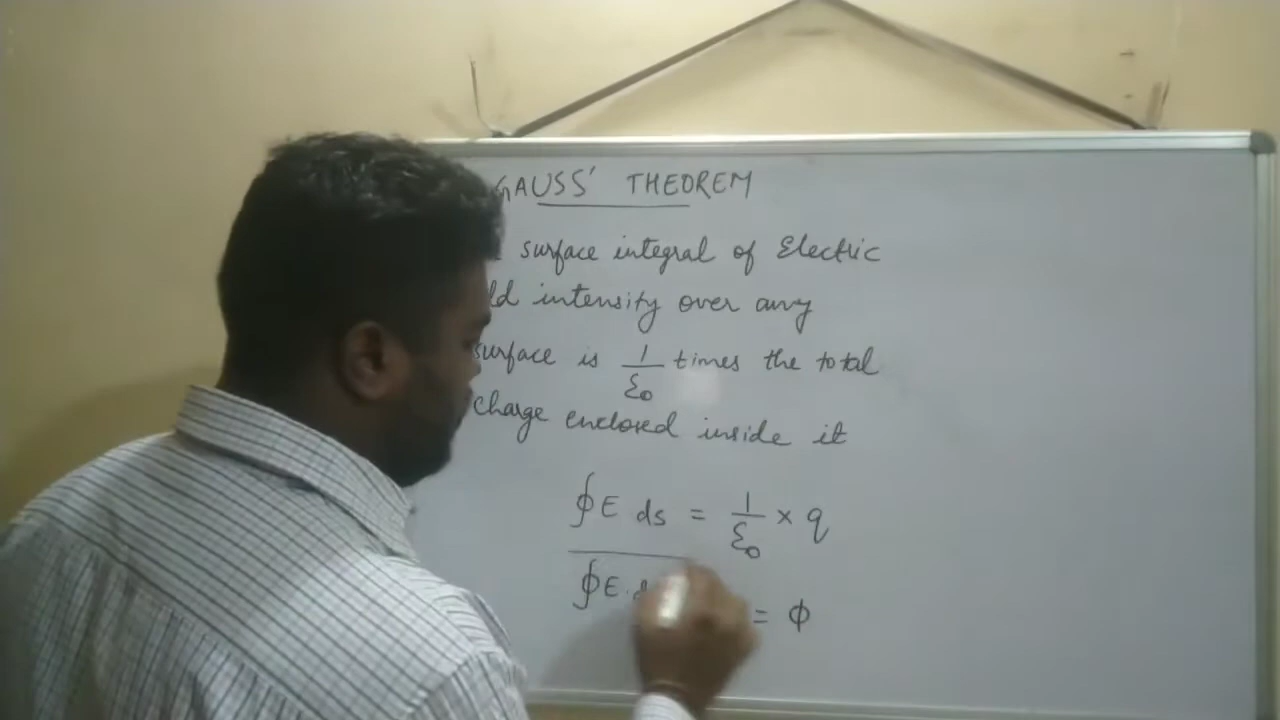 GAUSS' THEOREM
surface integral of Electric
intensity over any
surface is 1/ε₀ times the total
charge enclosed inside it
∮E ds = 1/ε₀ × q
∮E.
= ϕ